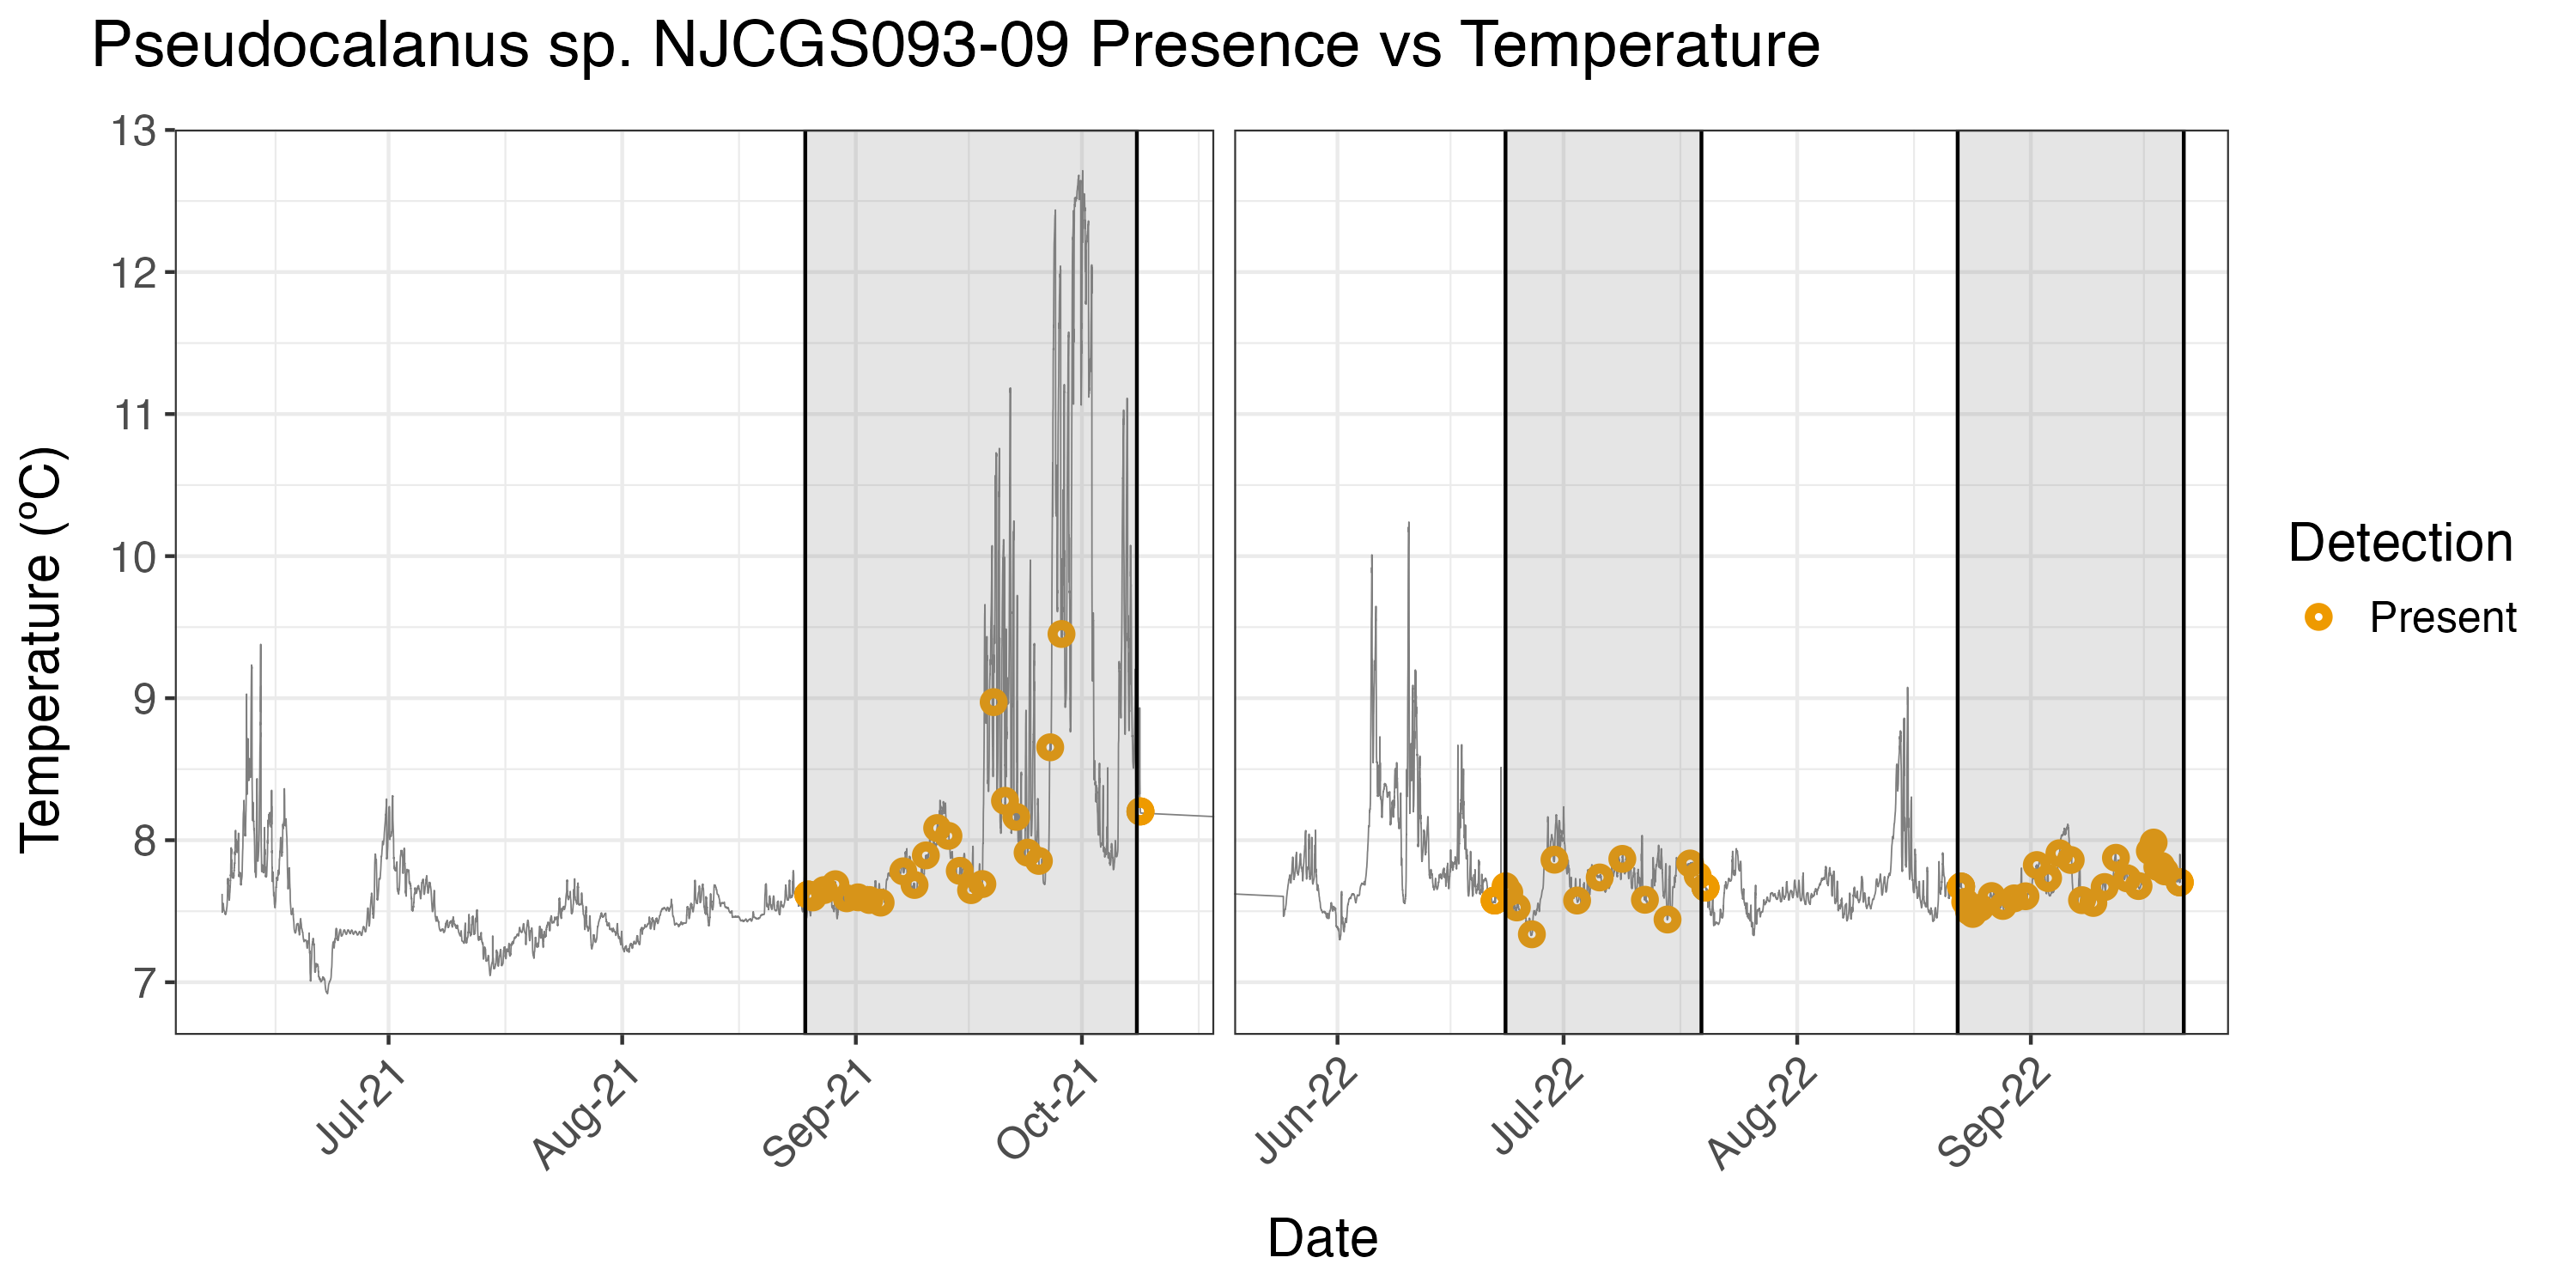 Pseudocalanus sp. NJCGS093-09 Presence vs Temperature
13
12
11
10
9
8
7
Temperature (ºC)
Jul-21
Aug-21
Sep-21
Oct-21
Jun-22
Jul-22
Aug-22
Sep-22
Date
Detection
Present